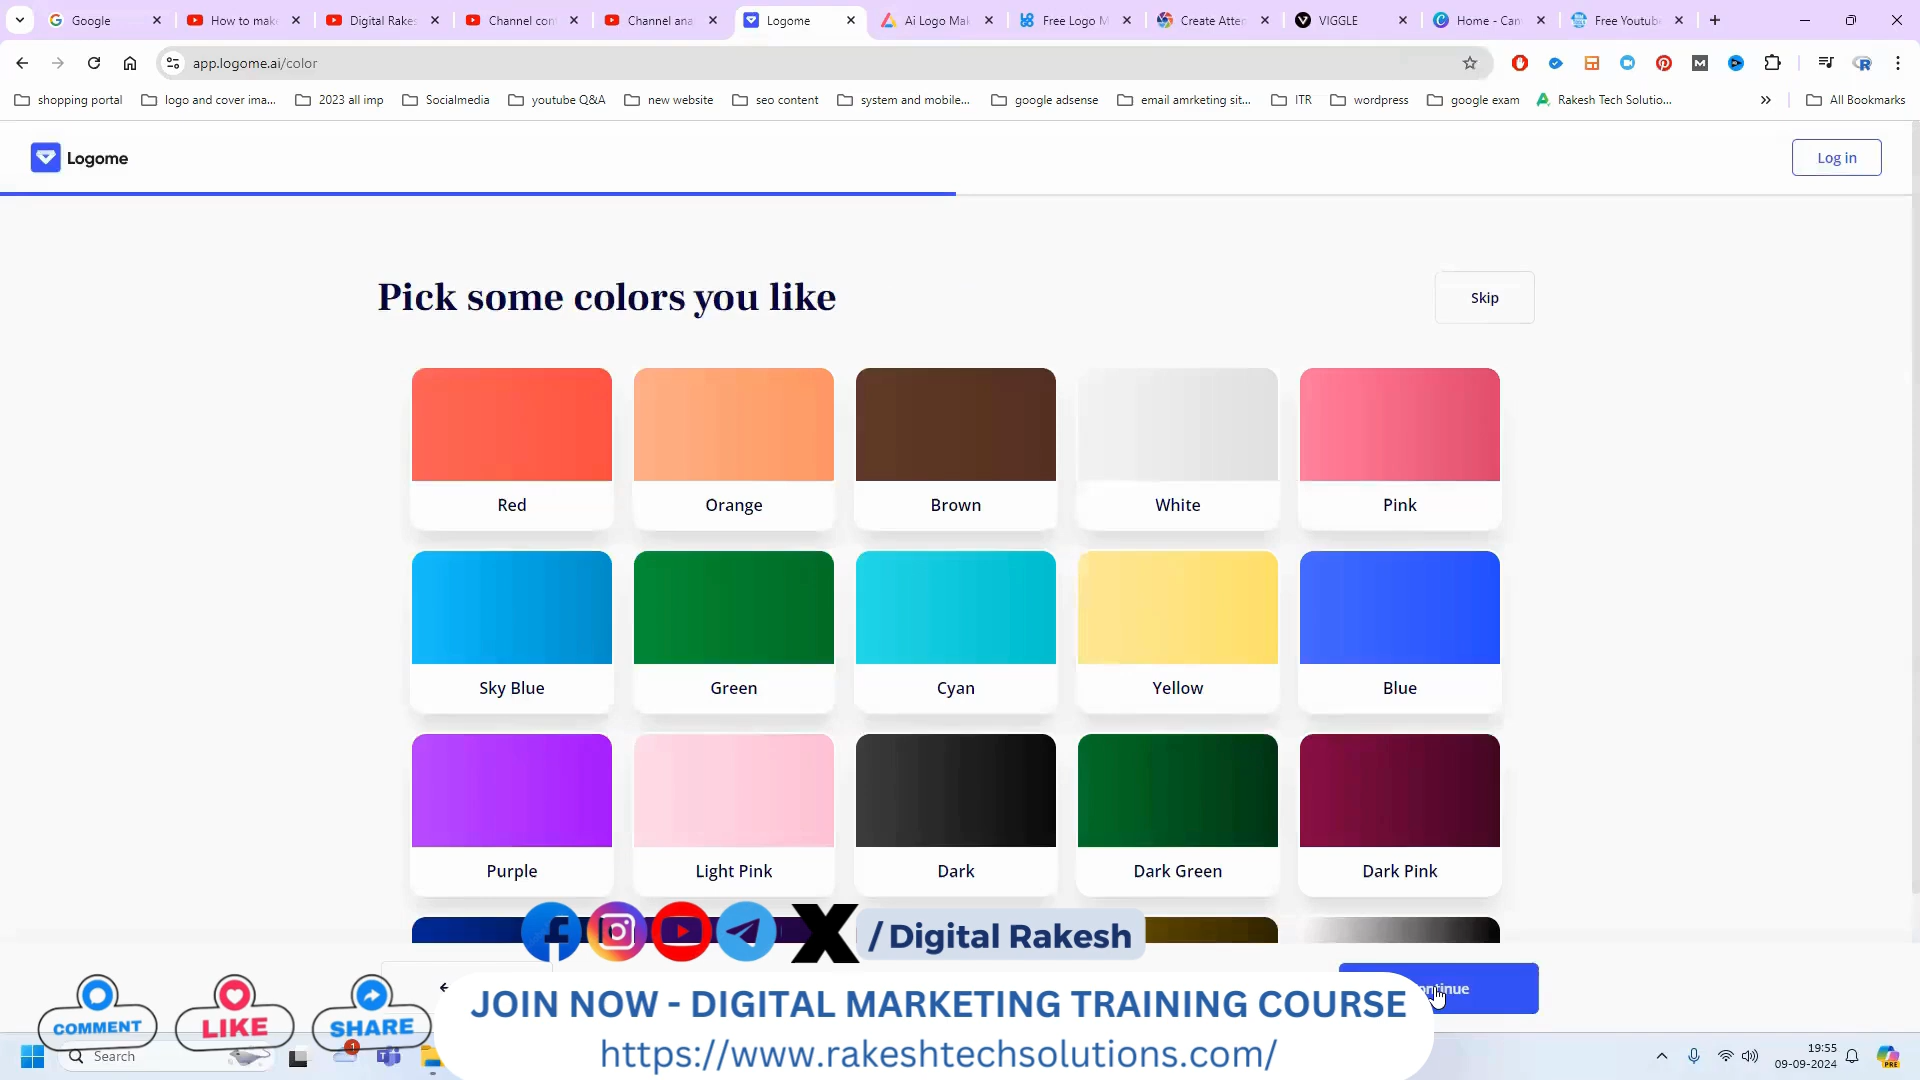 Google
How to make
Digital Rakes
Channel con
Channel ana
Logome
Ai Logo Mak
Free Logo M
Create Atten
VIGGLE
Home - Can
Free Youtube
app.logome.ai/color
shopping portal
logo and cover ima...
2023 all imp
Socialmedia
youtube Q&A
new website
seo content
system and mobile...
google adsense
email amrketing sit...
ITR
wordpress
google exam
Rakesh Tech Solutio...
All Bookmarks
Logome
Log in
Pick some colors you like
Skip
Red
Orange
Brown
White
Pink
Sky Blue
Green
Cyan
Yellow
Blue
Purple
Light Pink
Dark
Dark Green
Dark Pink
/Digital Rakesh
COMMENT
LIKE
SHARE
JOIN NOW - DIGITAL MARKETING TRAINING COURSE
https://www.rakeshtechsolutions.com/
Search
1
19:55
09-09-2024
PRE